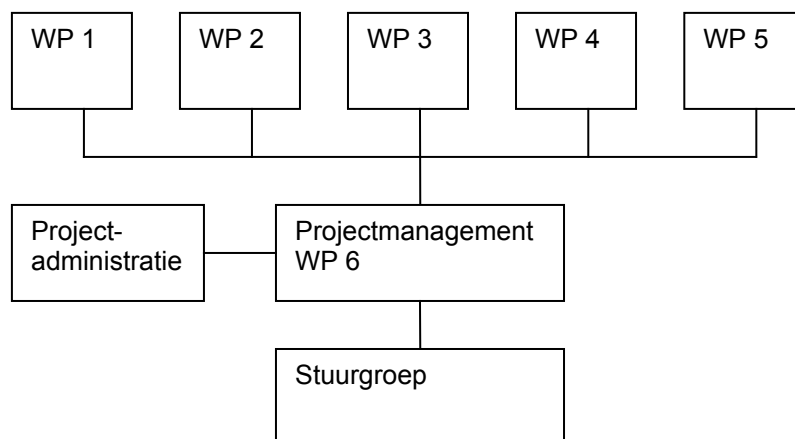 WP 1
WP 2
WP 3
WP 4
WP 5
Project-
administratie
Projectmanagement
WP 6
Stuurgroep